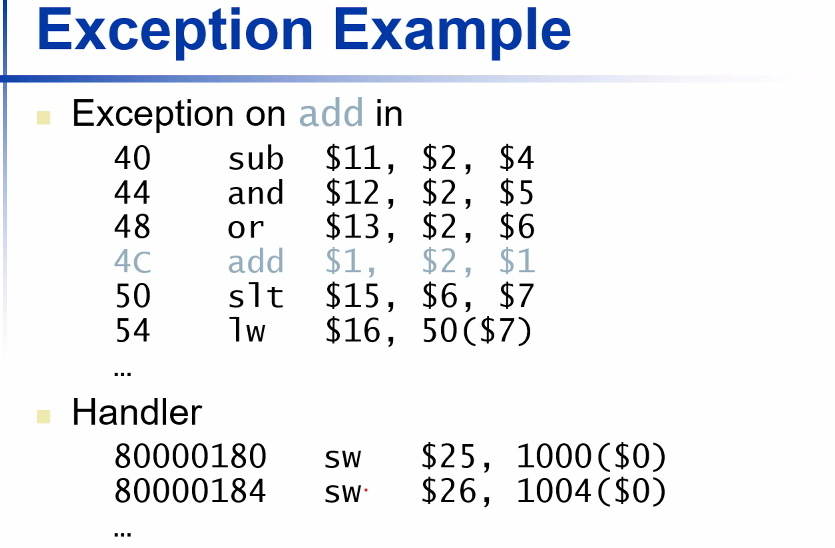 Exception Example
Exception on add in
40 sub $11, $2, $4
44 and $12, $2, $5
48 or $13, $2, $6
4C add $1, $2, $1
50 slt $15, $6, $7
54 lw $16, 50($7)
…
Handler
80000180 sw $25, 1000($0)
80000184 sw $26, 1004($0)
…